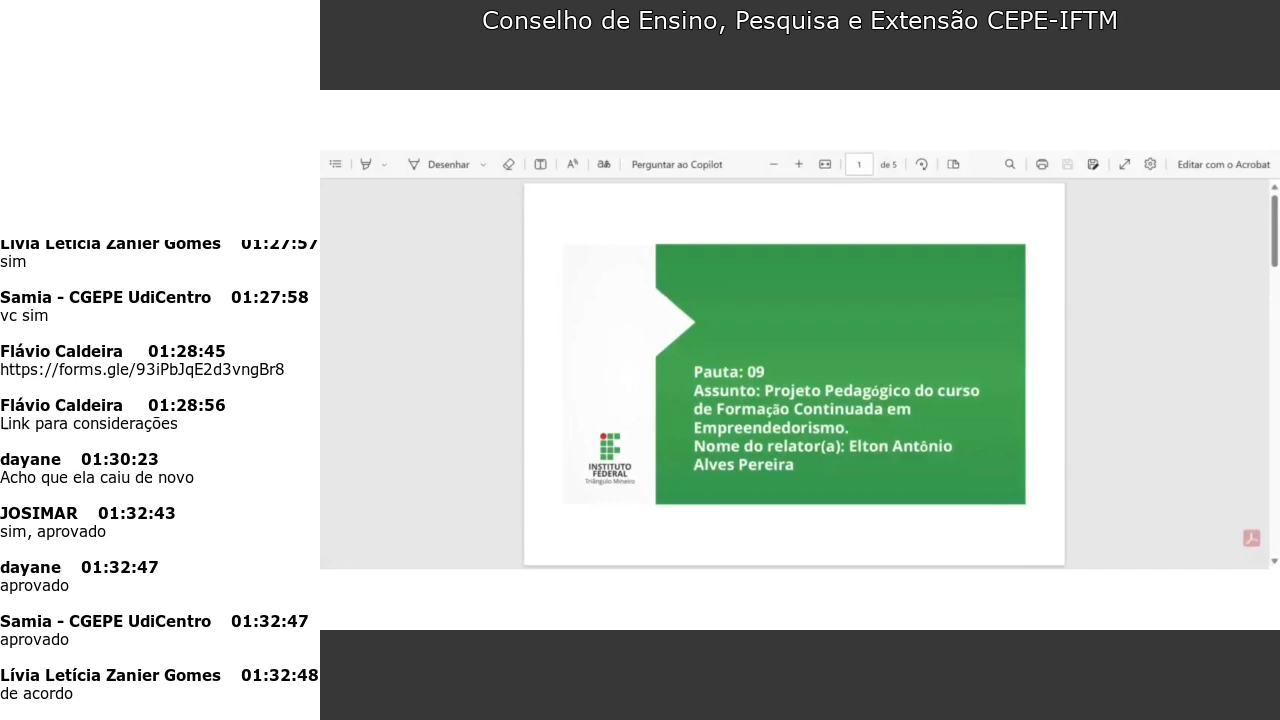 Conselho de Ensino, Pesquisa e Extensão CEPE-IFTM
Lívia Letícia Zanier Gomes 01:27:57
sim
Samia - CGEPE UdiCentro 01:27:58
vc sim
Flávio Caldeira 01:28:45
https://forms.gle/93iPbJqE2d3vngBr8
Flávio Caldeira 01:28:56
Link para considerações
dayane 01:30:23
Acho que ela caiu de novo
JOSIMAR 01:32:43
sim, aprovado
dayane 01:32:47
aprovado
Samia - CGEPE UdiCentro 01:32:47
aprovado
Lívia Letícia Zanier Gomes 01:32:48
de acordo
Desenhar
Perguntar ao Copilot
1 de 5
Editar com o Acrobat
Pauta: 09
Assunto: Projeto Pedagógico do curso
de Formação Continuada em
Empreendedorismo.
Nome do relator(a): Elton Antônio
Alves Pereira
INSTITUTO
FEDERAL
Triângulo Mineiro